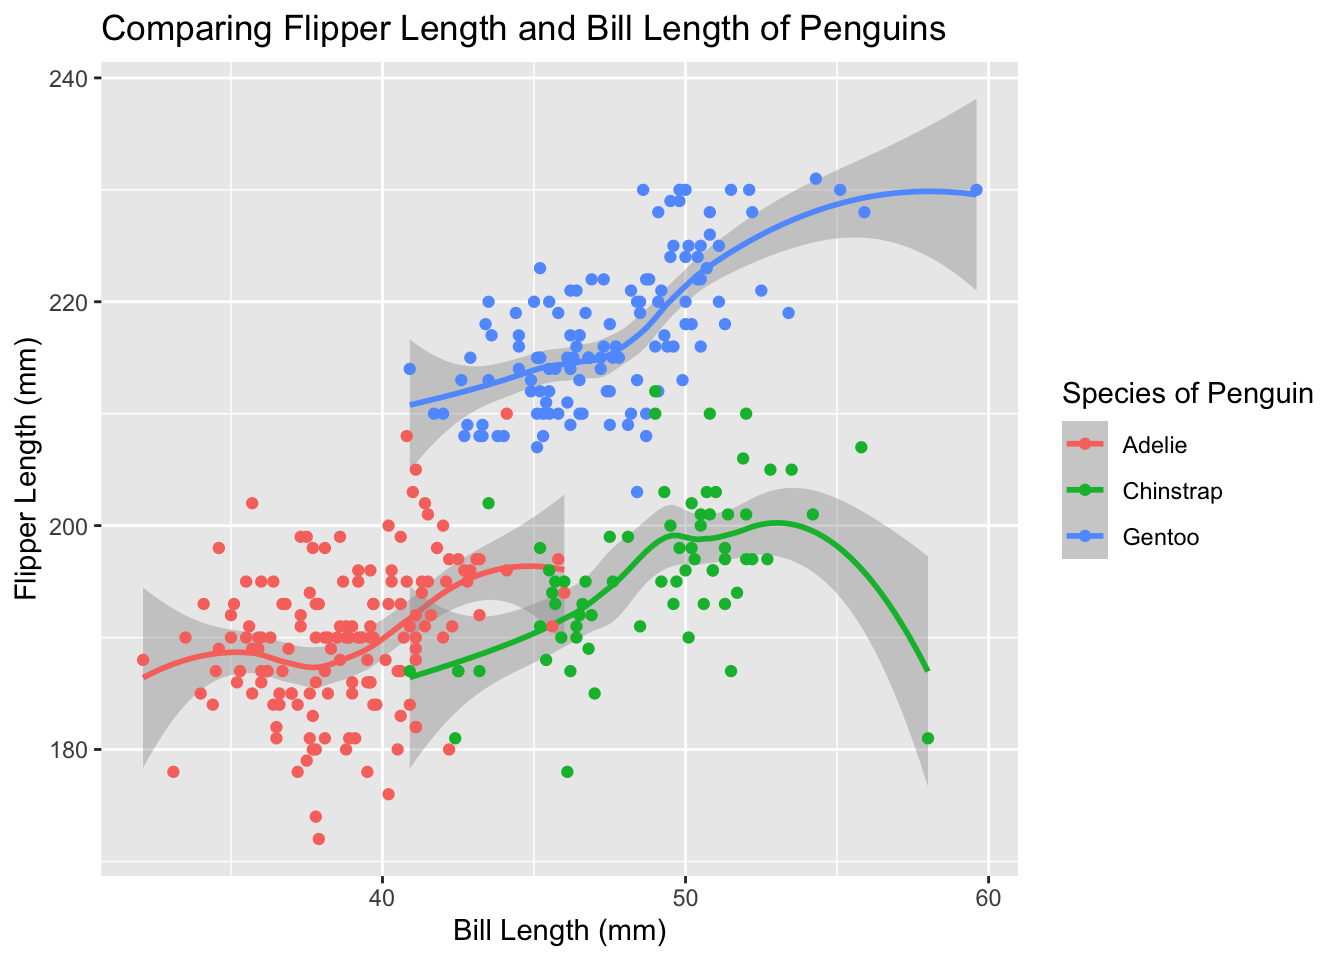 Comparing Flipper Length and Bill Length of Penguins
Flipper Length (mm)
240
220
200
180
40
50
60
Bill Length (mm)
Species of Penguin
Adelie
Chinstrap
Gentoo